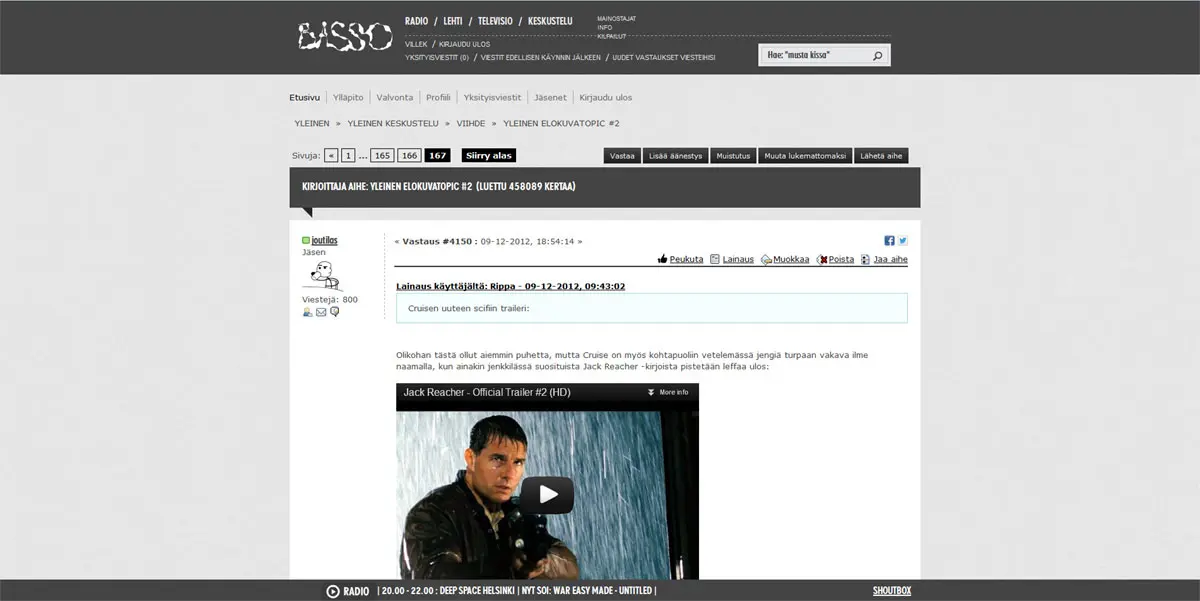 BASSO
RADIO / LEHTI / TELEVISIO / KESKUSTELU
MAINOSTAJAT
INFO
KILPAILUT
VILLEK / KIRJAUDU ULOS
YKSITYISVIESTIT (0) / VIESTIT EDELLISEN KÄYNNIN JÄLKEEN / UUDET VASTAUKSET VIESTEIHISI
Hae: "musta kissa"
Etusivu Ylläpito Valvonta Profiili Yksityisviestit Jäsenet Kirjaudu ulos
YLEINEN » YLEINEN KESKUSTELU » VIIHDE » YLEINEN ELOKUVATOPIC #2
Sivuja: « 1 ... 165 166 167 Siirry alas
Vastaa Lisää äänestys Muistutus Muuta lukemattomaksi Lähetä aihe
KIRJOITTAJA AIHE: YLEINEN ELOKUVATOPIC #2 (LUETTU 458089 KERTAA)
joutilas
Jäsen
Viestejä: 800
« Vastaus #4150 : 09-12-2012, 18:54:14 »
Peukuta Lainaus Muokkaa Poista Jaa aihe
Lainaus käyttäjältä: Rippa - 09-12-2012, 09:43:02
Cruisen uuteen scifiin traileri:
Olikohan tästä ollut aiemmin puhetta, mutta Cruise on myös kohtapuoliin vetelemässä jengiä turpaan vakava ilme
naamalla, kun ainakin jenkkilässä suosituista Jack Reacher -kirjoista pistetään leffaa ulos:
Jack Reacher - Official Trailer #2 (HD)
More info
RADIO | 20.00 - 22.00 : DEEP SPACE HELSINKI | NYT SOI: WAR EASY MADE - UNTITLED |
SHOUTBOX